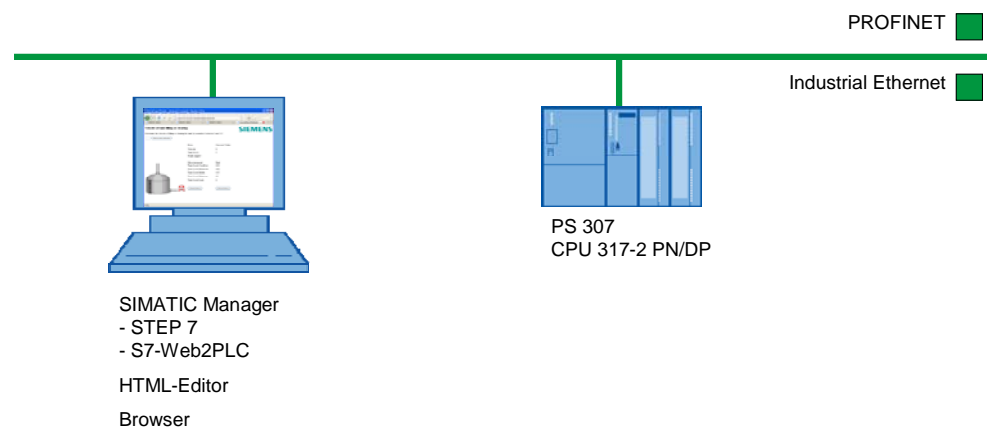 PROFINET
Industrial Ethernet
SIEMENS
PS 307
CPU 317-2 PN/DP
SIMATIC Manager
- STEP 7
- S7-Web2PLC
HTML-Editor
Browser